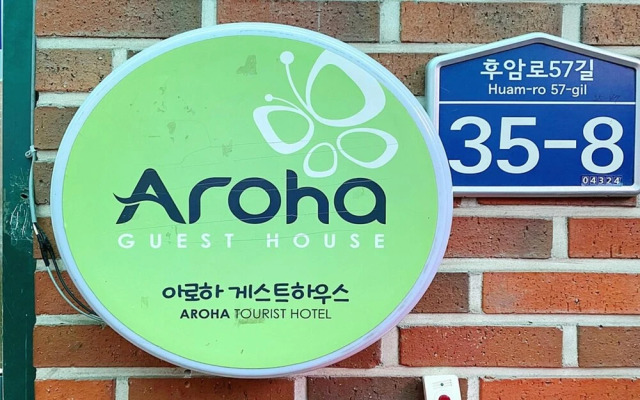 Aroha
GUEST HOUSE
아로하 게스트하우스
AROHA TOURIST HOTEL
후암로57길
Huam-ro 57-gil
35-8
04324